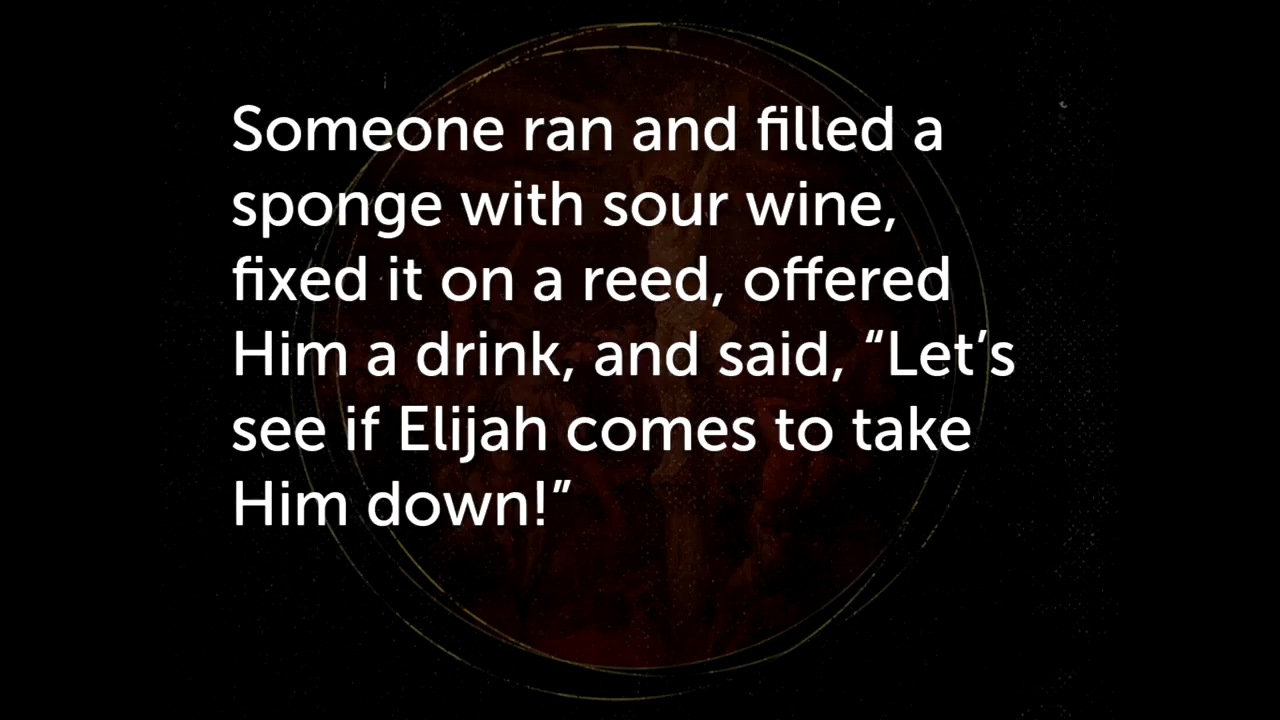 Someone ran and filled a
sponge with sour wine,
fixed it on a reed, offered
Him a drink, and said, “Let’s
see if Elijah comes to take
Him down!”